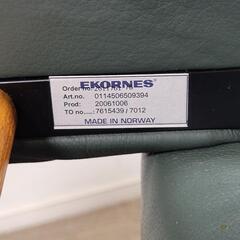 EKORNES®
Order no:
Art.no. 0114506509394
Prod: 20061006
TO no....: 7615439 / 7012
MADE IN NORWAY